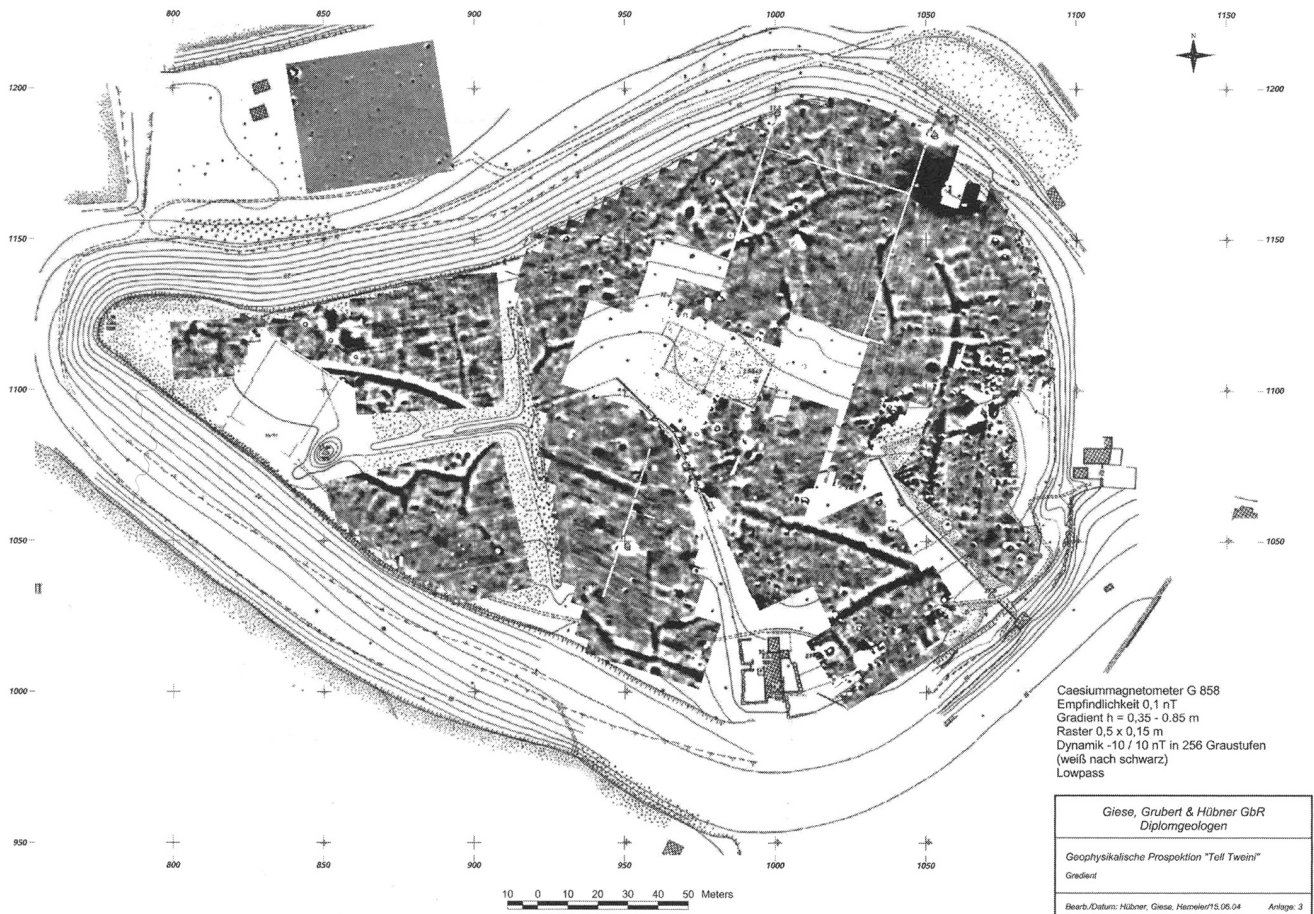 800
850
900
950
1000
1050
1100
1150
N
1200
1200
1150
1150
1100
1100
1050
1050
1000
950
800
850
900
950
1000
1050
10 0 10 20 30 40 50 Meters
Caesiummagnetometer G 858
Empfindlichkeit 0,1 nT
Gradient h = 0,35 - 0.85 m
Raster 0,5 x 0,15 m
Dynamik -10 / 10 nT in 256 Graustufen
(weiß nach schwarz)
Lowpass
Giese, Grubert & Hübner GbR
Diplomgeologen
Geophysikalische Prospektion "Tell Tweini"
Gradient
Bearb./Datum: Hübner, Giese, Hemeier/15.06.04 Anlage: 3